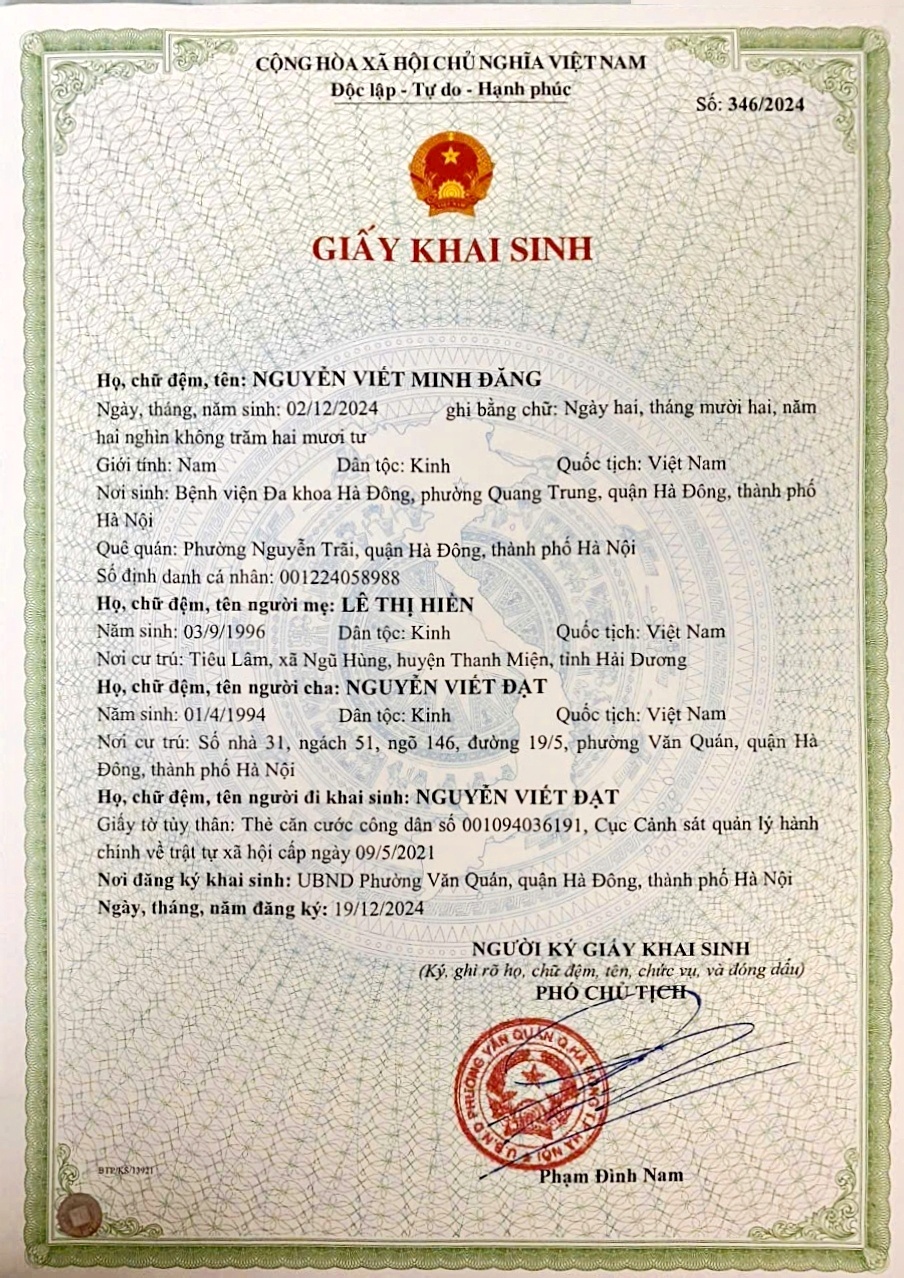 CỘNG HÒA XÃ HỘI CHỦ NGHĨA VIỆT NAM
Độc lập - Tự do - Hạnh phúc
Số: 346/2024
GIẤY KHAI SINH
Họ, chữ đệm, tên: NGUYỄN VIẾT MINH ĐĂNG
Ngày, tháng, năm sinh: 02/12/2024 ghi bằng chữ: Ngày hai, tháng mười hai, năm
hai nghìn không trăm hai mươi tư
Giới tính: Nam Dân tộc: Kinh Quốc tịch: Việt Nam
Nơi sinh: Bệnh viện Đa khoa Hà Đông, phường Quang Trung, quận Hà Đông, thành phố
Hà Nội
Quê quán: Phường Nguyễn Trãi, quận Hà Đông, thành phố Hà Nội
Số định danh cá nhân: 001224058988
Họ, chữ đệm, tên người mẹ: LÊ THỊ HIỀN
Năm sinh: 03/9/1996 Dân tộc: Kinh Quốc tịch: Việt Nam
Nơi cư trú: Tiêu Lâm, xã Ngũ Hùng, huyện Thanh Miện, tỉnh Hải Dương
Họ, chữ đệm, tên người cha: NGUYỄN VIẾT ĐẠT
Năm sinh: 01/4/1994 Dân tộc: Kinh Quốc tịch: Việt Nam
Nơi cư trú: Số nhà 31, ngách 51, ngõ 146, đường 19/5, phường Văn Quán, quận Hà
Đông, thành phố Hà Nội
Họ, chữ đệm, tên người đi khai sinh: NGUYỄN VIẾT ĐẠT
Giấy tờ tùy thân: Thẻ căn cước công dân số 001094036191, Cục Cảnh sát quản lý hành
chính về trật tự xã hội cấp ngày 09/5/2021
Nơi đăng ký khai sinh: UBND Phường Văn Quán, quận Hà Đông, thành phố Hà Nội
Ngày, tháng, năm đăng ký: 19/12/2024
NGƯỜI KÝ GIẤY KHAI SINH
(Ký, ghi rõ họ, chữ đệm, tên, chức vụ, và đóng dấu)
PHÓ CHỦ TỊCH
U.B.N.D PHƯỜNG VĂN QUÁN Q.HÀ ĐÔNG T.P HÀ NỘI
Phạm Đình Nam
BTP/KS/13921